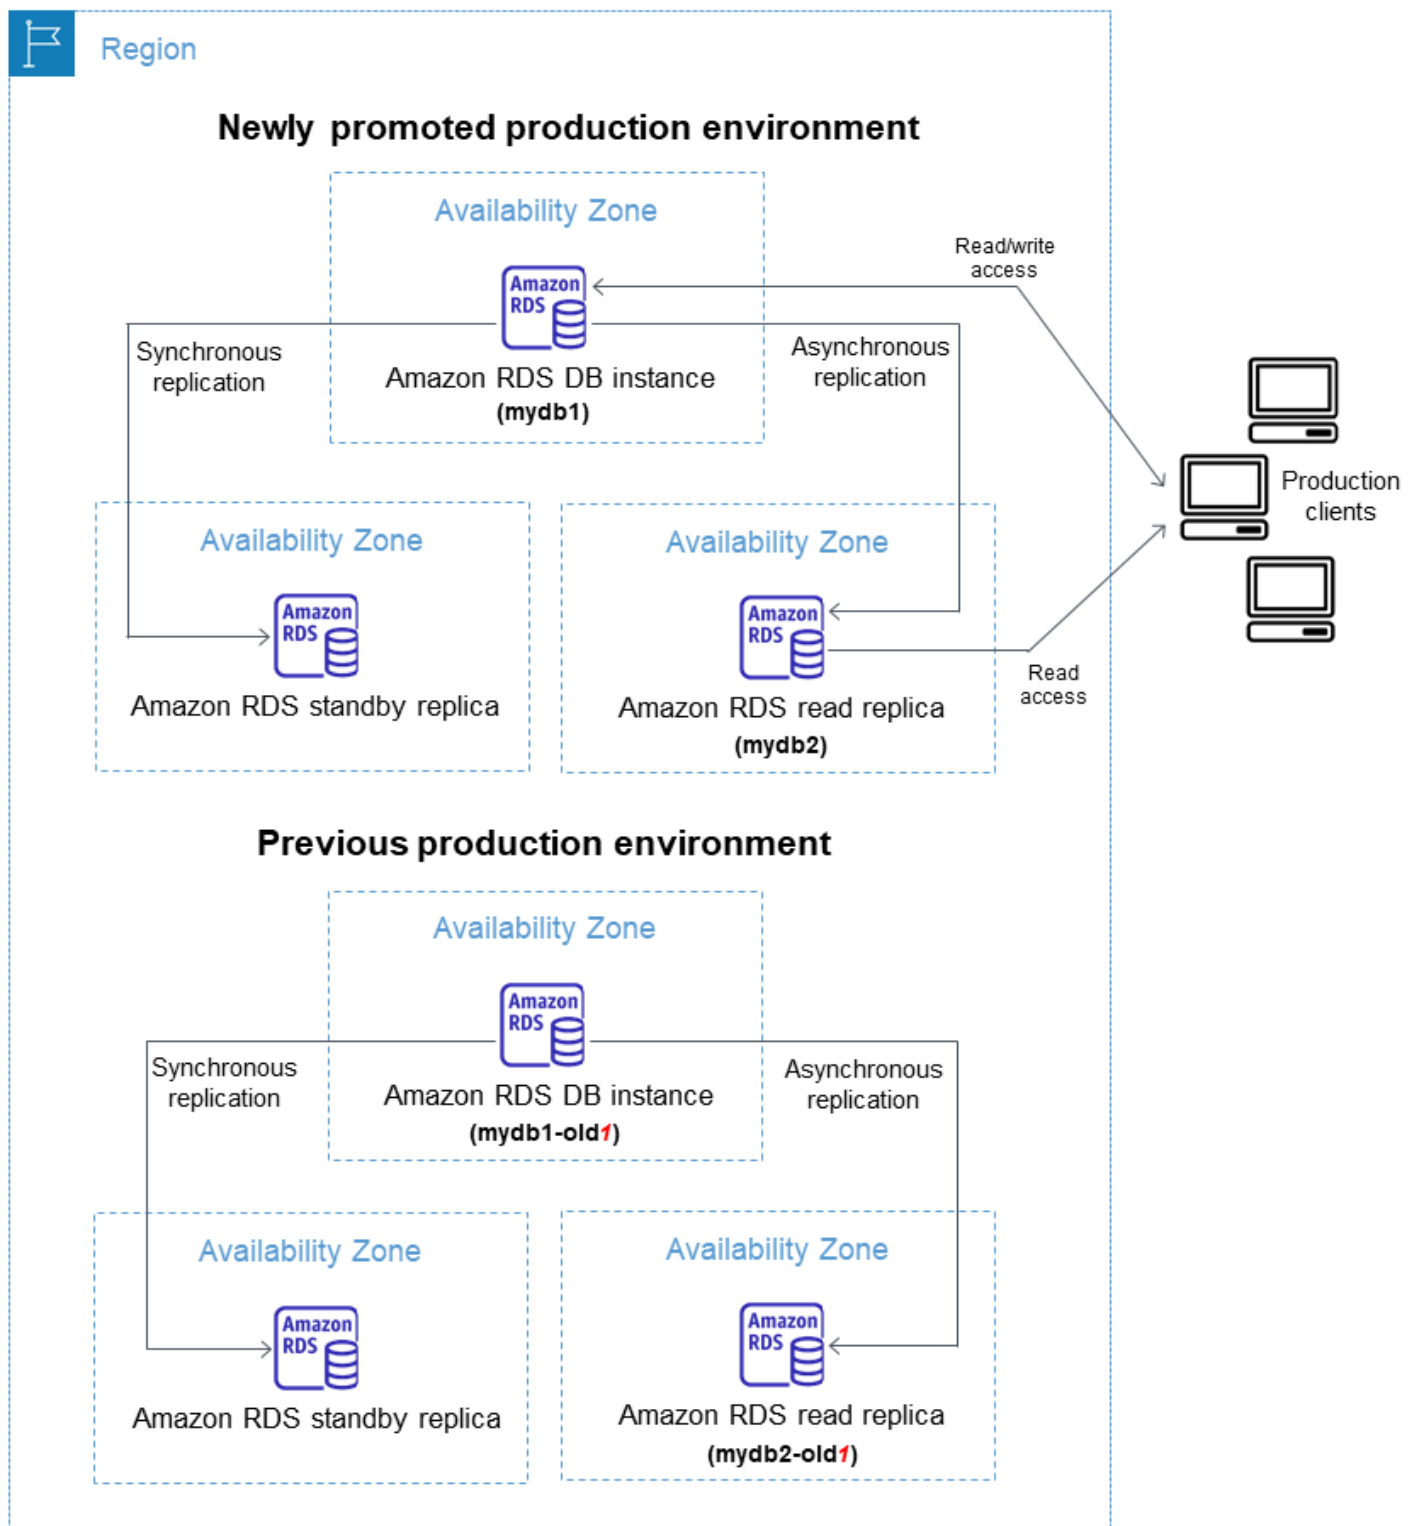 Region
Newly promoted production environment
Availability Zone
Read/write
access
Amazon
RDS
Synchronous
replication
Asynchronous
replication
Amazon RDS DB instance
(mydb1)
Production
clients
Availability Zone
Amazon
RDS
Amazon RDS standby replica
Availability Zone
Amazon
RDS
Amazon RDS read replica
(mydb2)
Read
access
Previous production environment
Availability Zone
Amazon
RDS
Synchronous
replication
Asynchronous
replication
Amazon RDS DB instance
(mydb1-old1)
Availability Zone
Amazon
RDS
Amazon RDS standby replica
Availability Zone
Amazon
RDS
Amazon RDS read replica
(mydb2-old1)